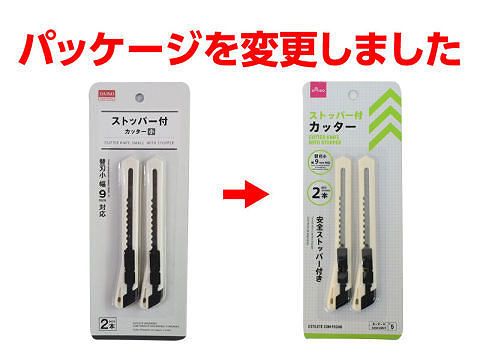 パッケージを変更しました
DAISO
ストッパー付
カッター 小
CUTTER KNIFE, SMALL, WITH STOPPER
替刃小 幅9mm対応
2本
DAISO
ストッパー付
カッター
CUTTER KNIFE
WITH STOPPER
替刃小
幅9mm対応
2本
安全ストッパー付き